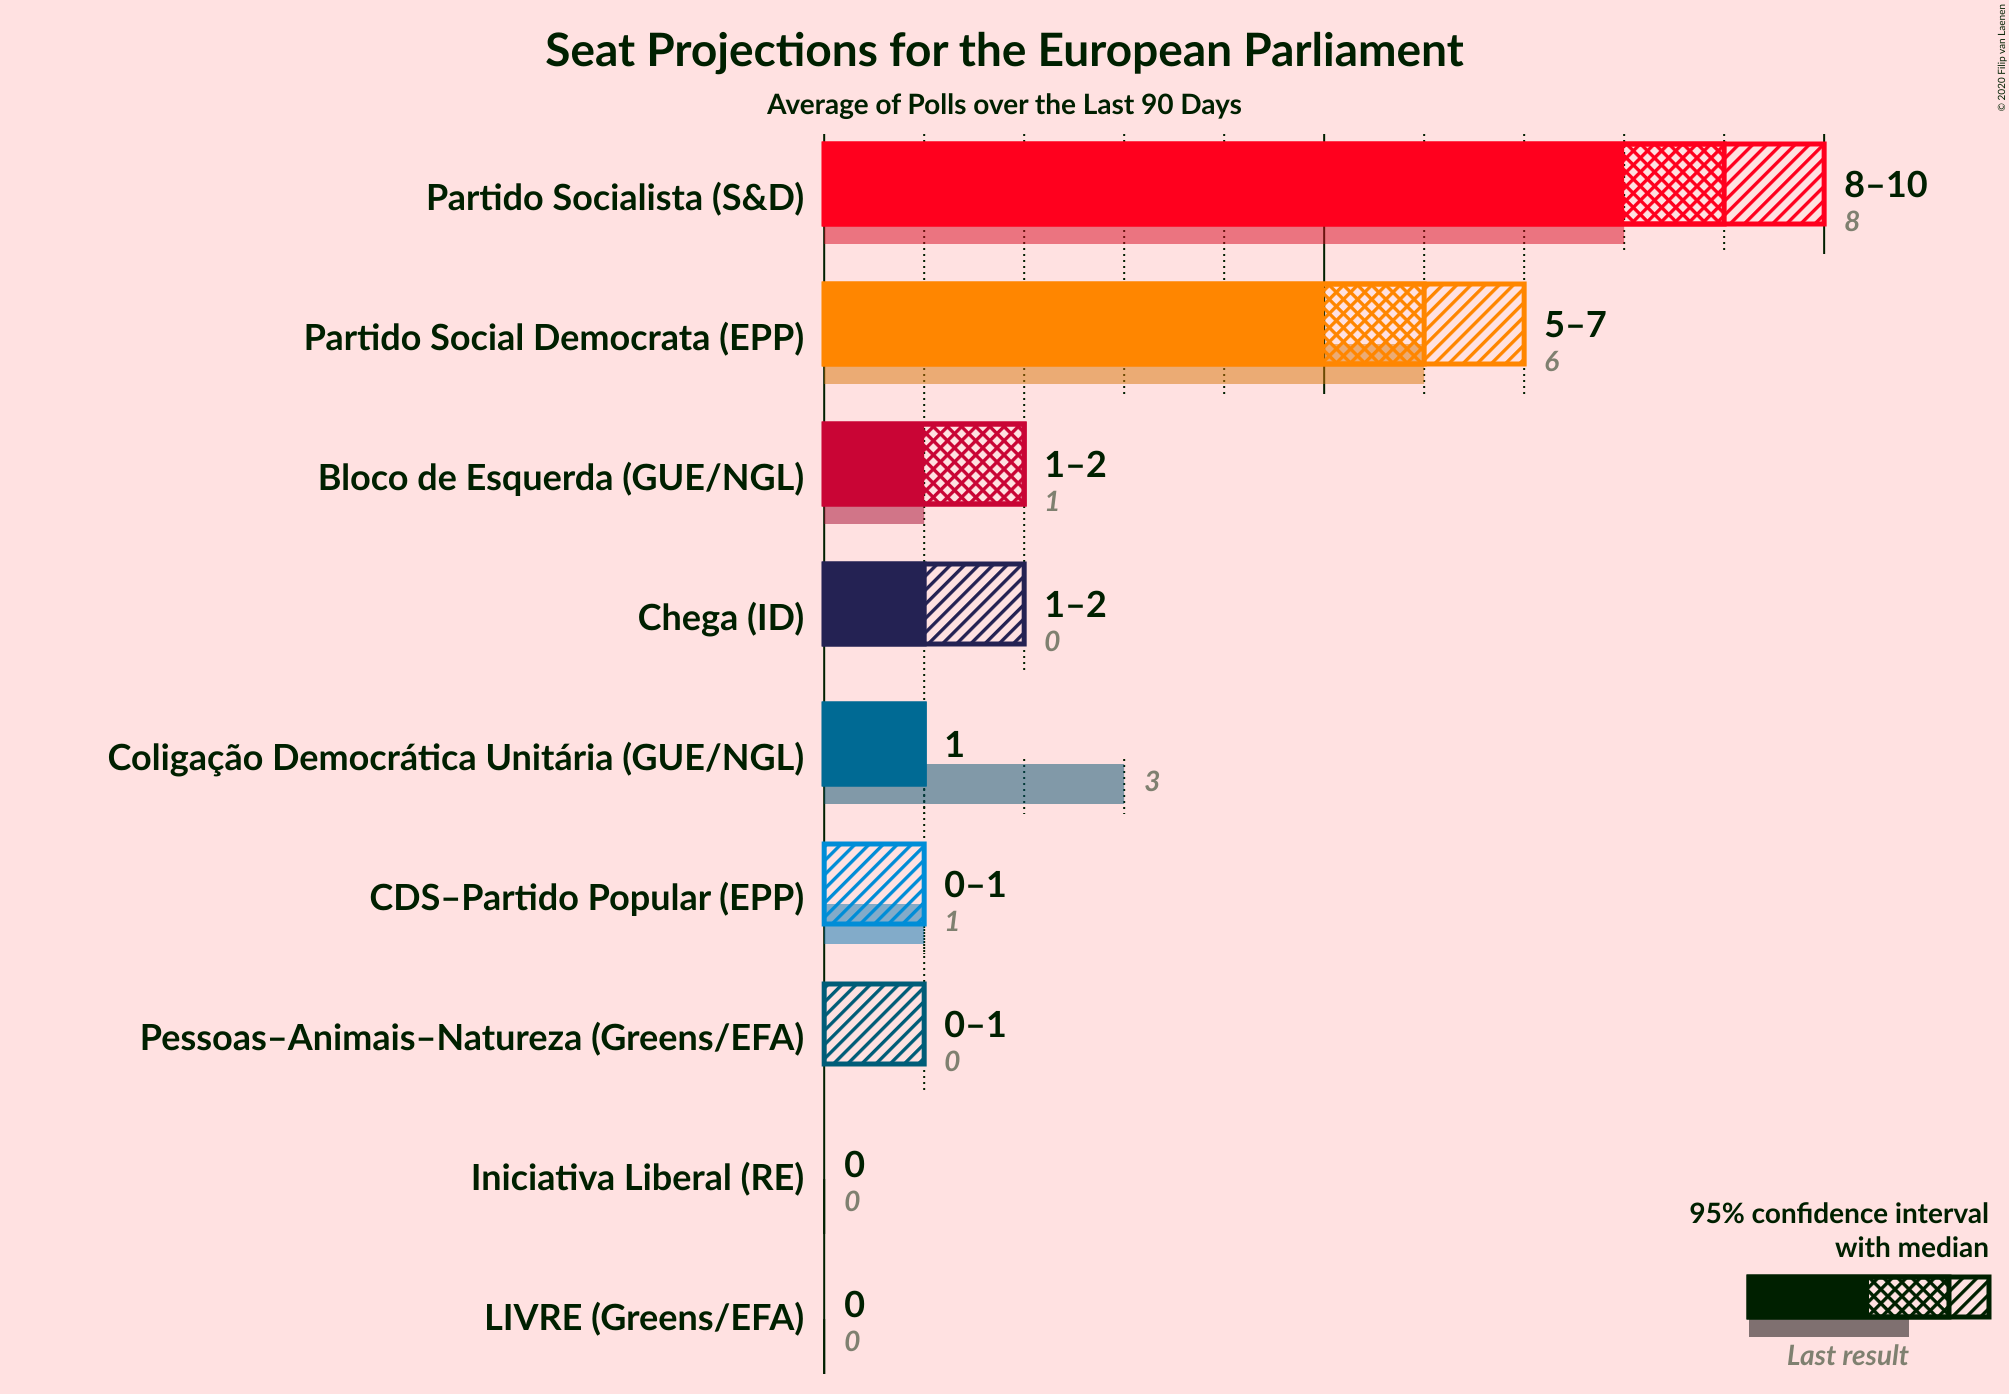 Seat Projections for the European Parliament
Average of Polls over the Last 90 Days
© 2020 Filip van Laenen
Partido Socialista (S&D)
8–10
8
Partido Social Democrata (EPP)
5–7
6
Bloco de Esquerda (GUE/NGL)
1–2
1
Chega (ID)
1–2
0
Coligação Democrática Unitária (GUE/NGL)
1
3
CDS–Partido Popular (EPP)
0–1
1
Pessoas–Animais–Natureza (Greens/EFA)
0–1
0
Iniciativa Liberal (RE)
0
0
LIVRE (Greens/EFA)
0
0
95% confidence interval
with median
Last result